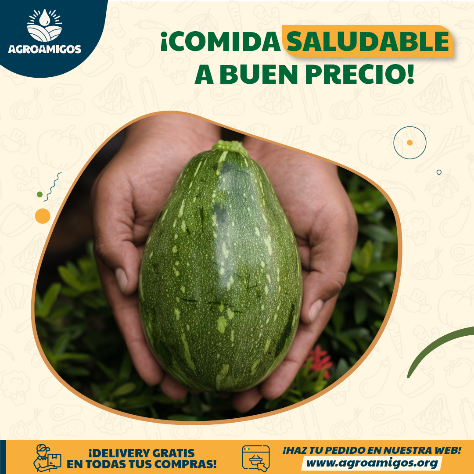 AGROAMIGOS
¡COMIDA SALUDABLE
A BUEN PRECIO!
¡DELIVERY GRATIS
EN TODAS TUS COMPRAS!
¡HAZ TU PEDIDO EN NUESTRA WEB!
www.agroamigos.org